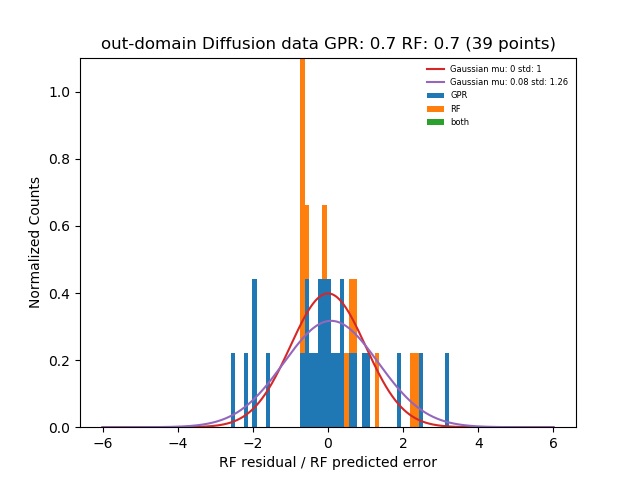 out-domain Diffusion data GPR: 0.7 RF: 0.7 (39 points)
Gaussian mu: 0 std: 1
Gaussian mu: 0.08 std: 1.26
GPR
RF
both
Normalized Counts
1.0
0.8
0.6
0.4
0.2
0.0
−6 −4 −2 0 2 4 6
RF residual / RF predicted error